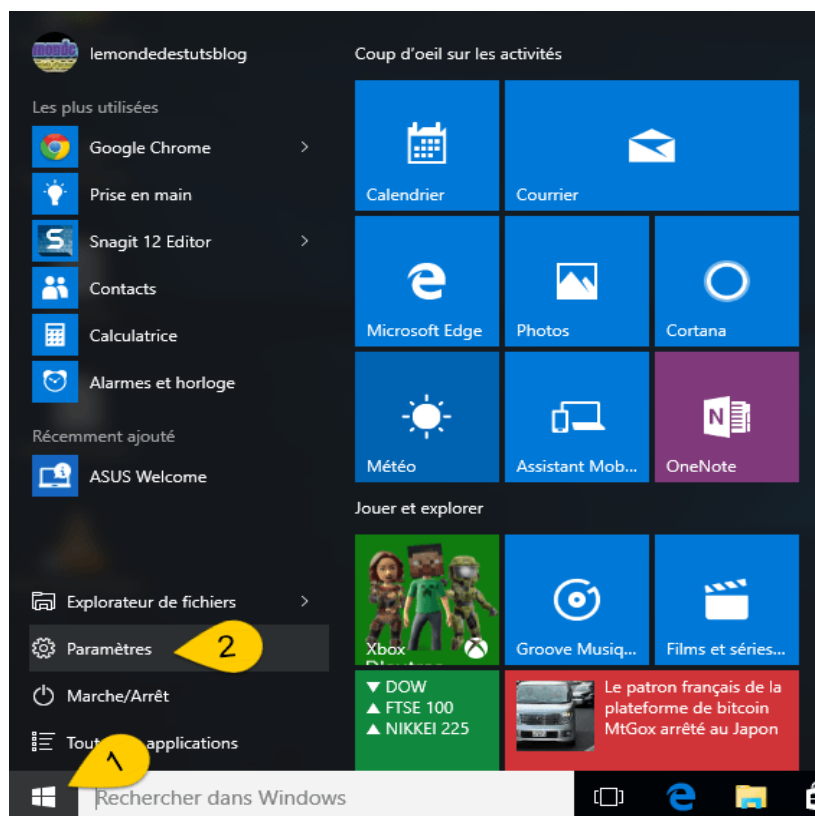 monde
lemondedestutsblog
Les plus utilisées
Google Chrome
Prise en main
Snagit 12 Editor
Contacts
Calculatrice
Alarmes et horloge
Récemment ajouté
ASUS Welcome
Explorateur de fichiers
Paramètres
2
Marche/Arrêt
Tout applications
1
Rechercher dans Windows
Coup d'oeil sur les activités
Calendrier
Courrier
Microsoft Edge
Photos
Cortana
Météo
Assistant Mob...
N
OneNote
Jouer et explorer
Xbox
Groove Musiq...
Films et séries...
▼ DOW
▲ FTSE 100
▲ NIKKEI 225
Le patron français de la
plateforme de bitcoin
MtGox arrêté au Japon